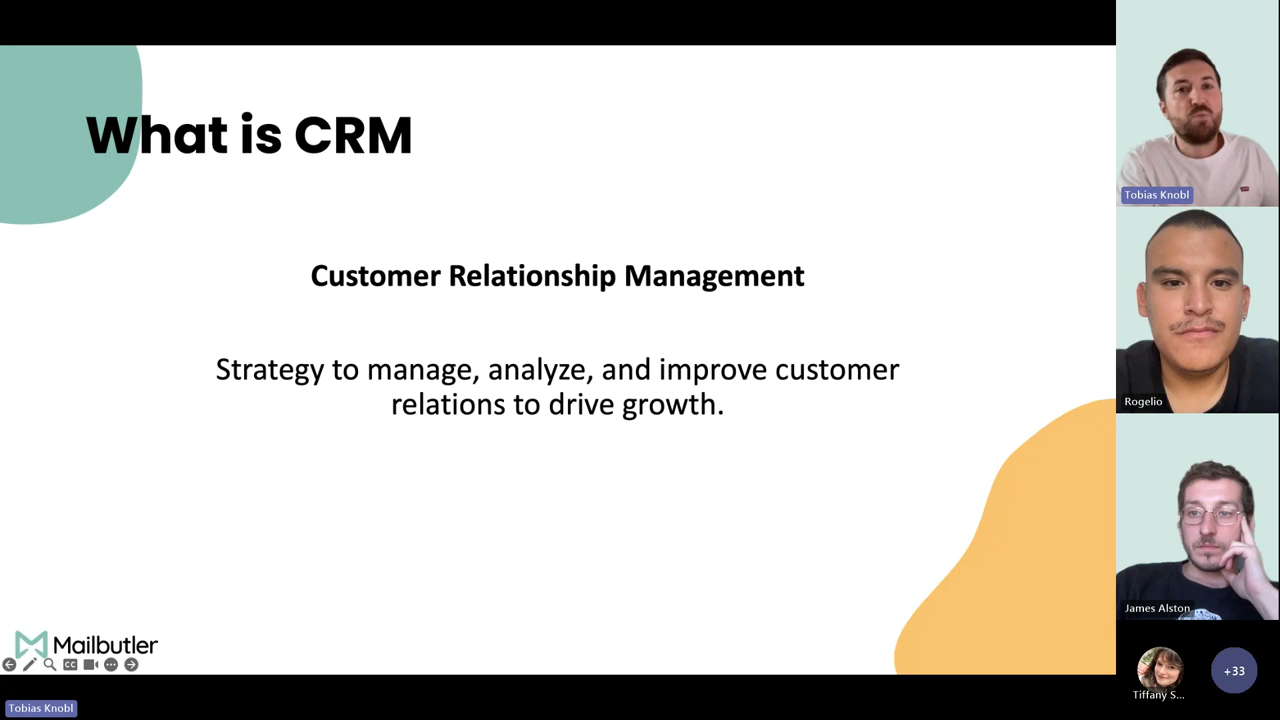 What is CRM
Customer Relationship Management
Strategy to manage, analyze, and improve customer
relations to drive growth.
Mailbutler
CC
Tobias Knobl
Tobias Knobl
Rogelio
James Alston
Tiffany S...
+33